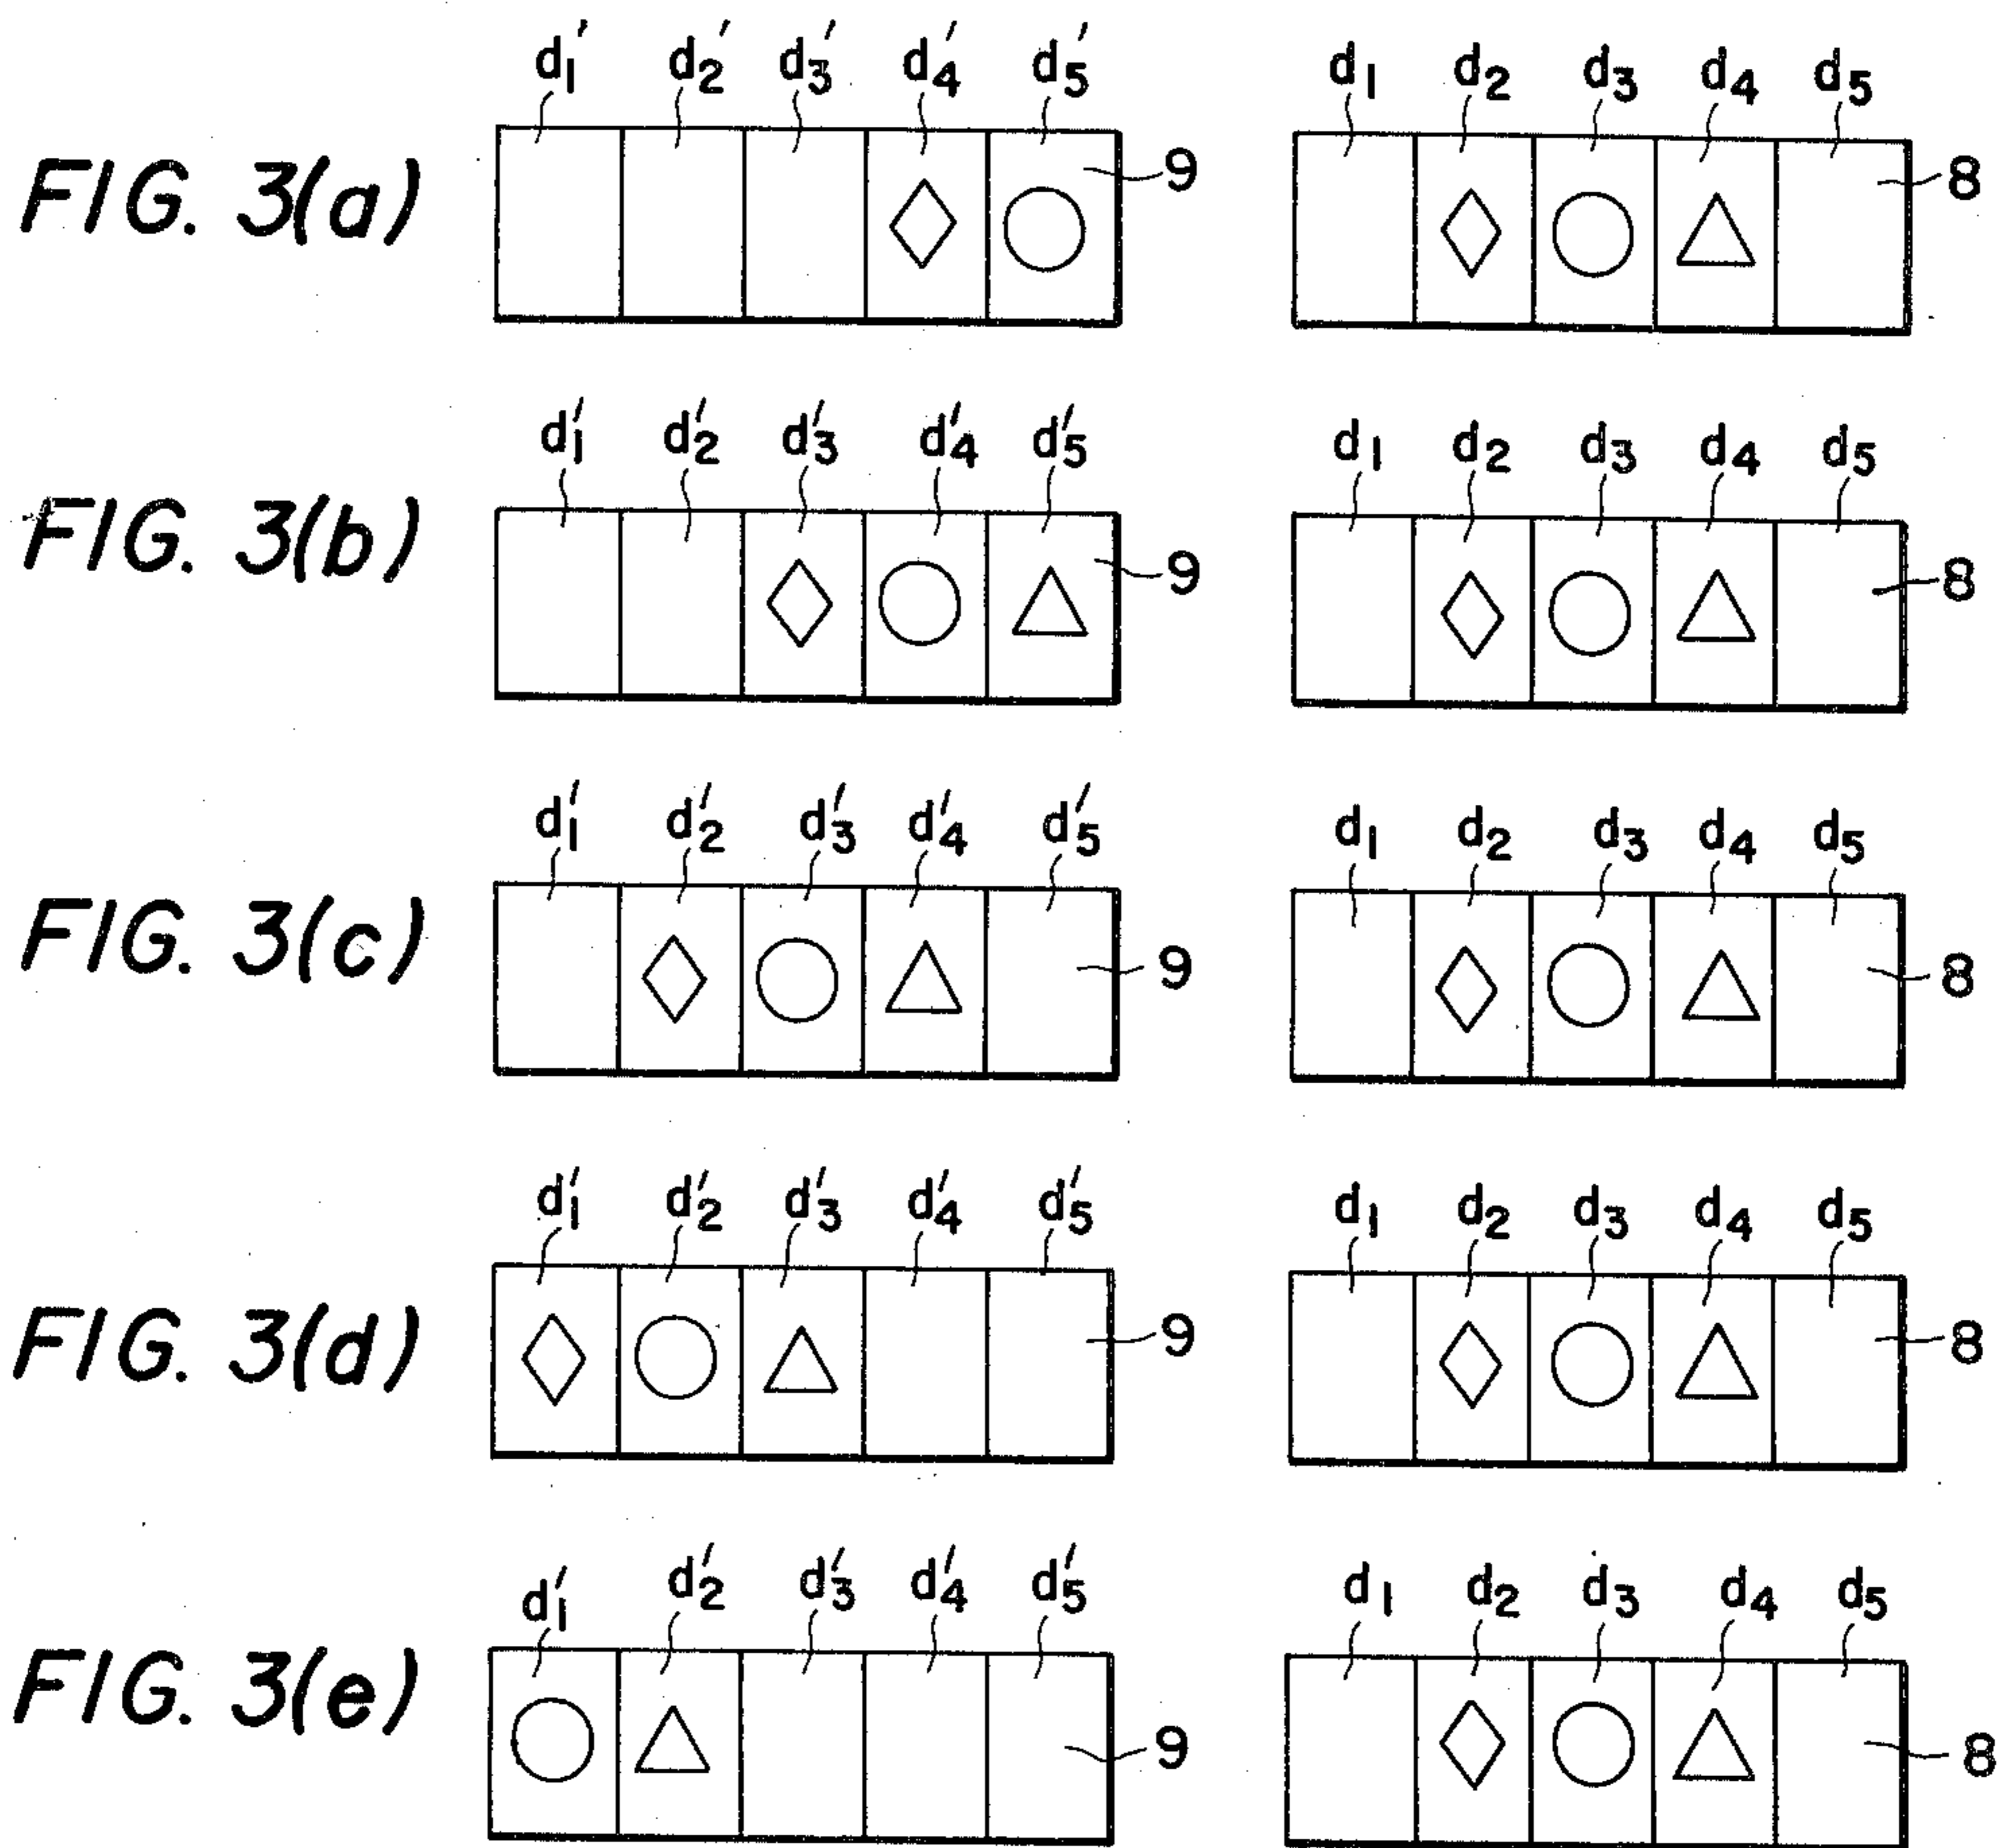 d₁' d₂' d₃' d₄' d₅' d₁ d₂ d₃ d₄ d₅
FIG. 3(a) 9 8
d₁' d₂' d₃' d₄' d₅' d₁ d₂ d₃ d₄ d₅
FIG. 3(b) 9 8
d₁' d₂' d₃' d₄' d₅' d₁ d₂ d₃ d₄ d₅
FIG. 3(c) 9 8
d₁' d₂' d₃' d₄' d₅' d₁ d₂ d₃ d₄ d₅
FIG. 3(d) 9 8
d₁' d₂' d₃' d₄' d₅' d₁ d₂ d₃ d₄ d₅
FIG. 3(e) 9 8